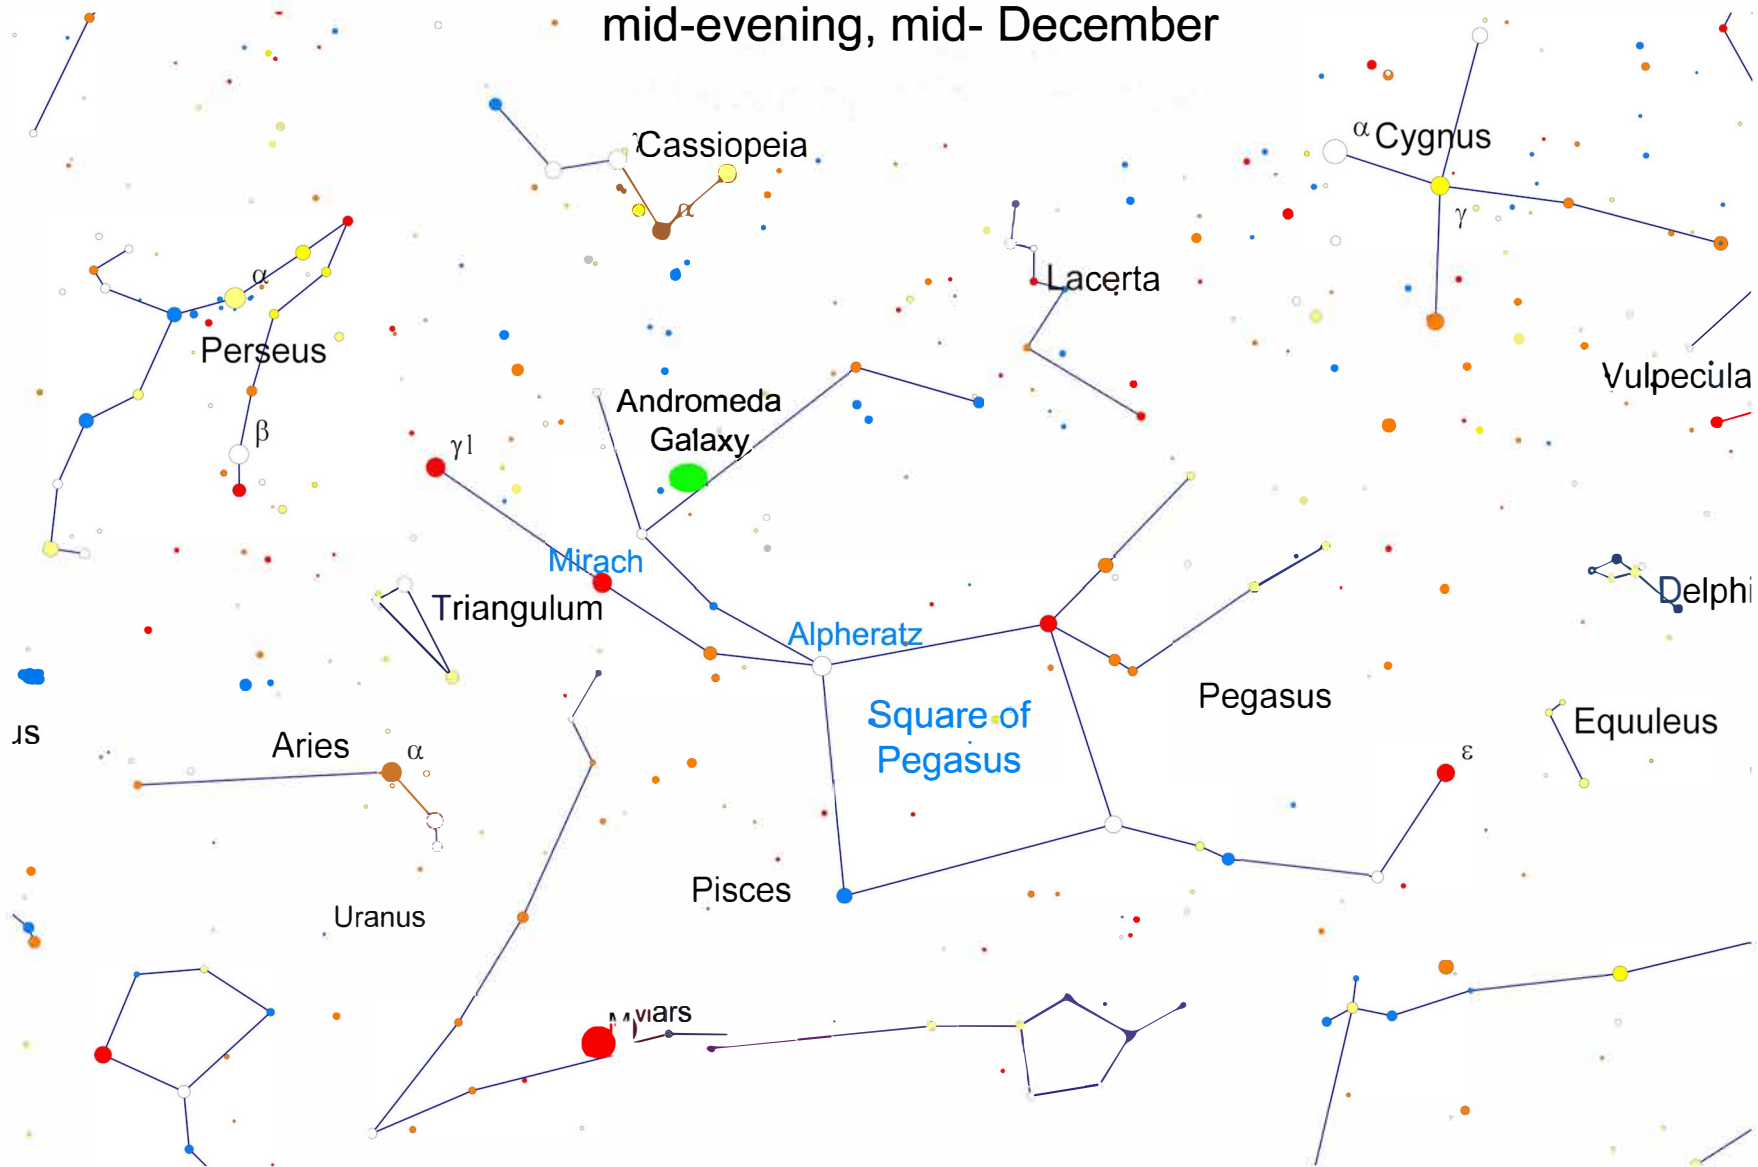 mid-evening, mid- December
γ Cassiopeia
α
α Cygnus
γ
Lacerta
α
Perseus
β
Vulpecula
Andromeda
Galaxy
γ1
Mirach
Triangulum
Alpheratz
Delphi
Pegasus
Square of
Pegasus
Equuleus
us
Aries
α
ε
Pisces
Uranus